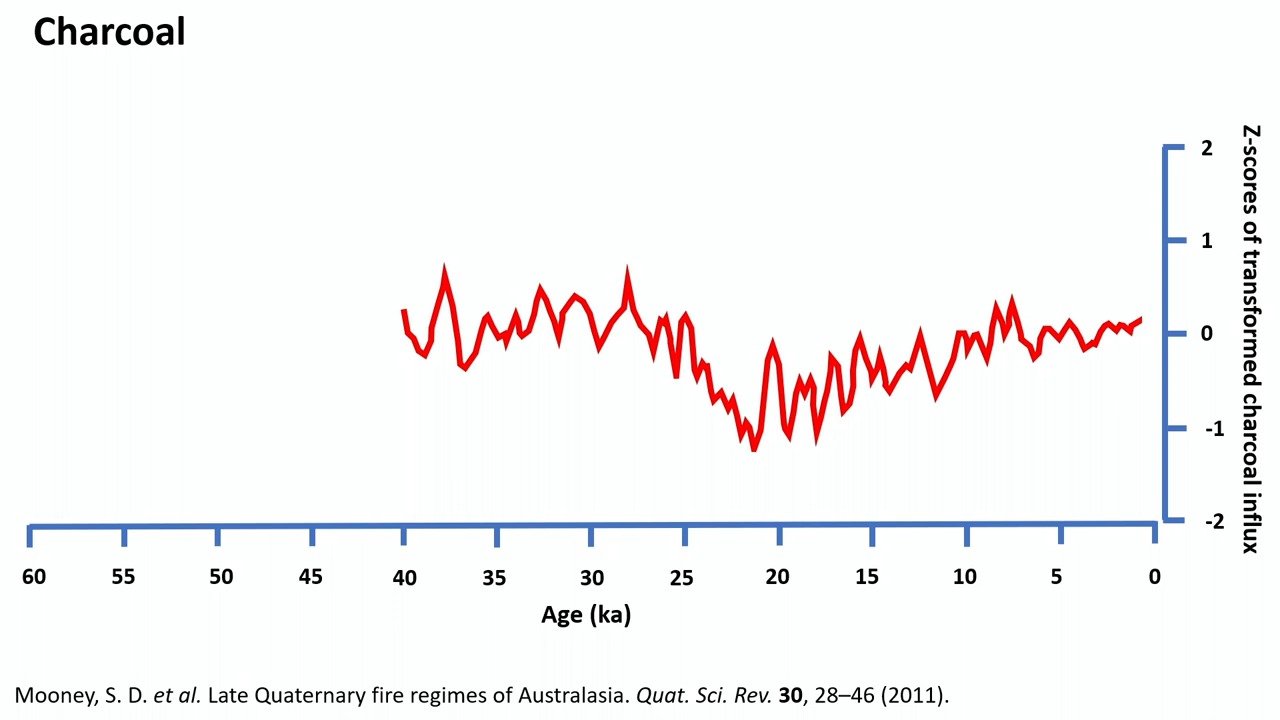 Charcoal
2
1
0
-1
-2
Z-scores of transformed charcoal influx
60 55 50 45 40 35 30 25 20 15 10 5 0
Age (ka)
Mooney, S. D. et al. Late Quaternary fire regimes of Australasia. Quat. Sci. Rev. 30, 28–46 (2011).